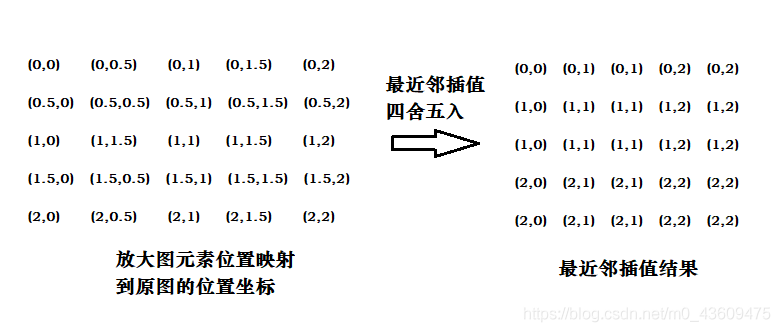 (0,0) (0,0.5) (0,1) (0,1.5) (0,2)
(0.5,0) (0.5,0.5) (0.5,1) (0.5,1.5) (0.5,2)
(1,0) (1,1.5) (1,1) (1,1.5) (1,2)
(1.5,0) (1.5,0.5) (1.5,1) (1.5,1.5) (1.5,2)
(2,0) (2,0.5) (2,1) (2,1.5) (2,2)
放大图元素位置映射
到原图的位置坐标
最近邻插值
四舍五入
(0,0) (0,1) (0,1) (0,2) (0,2)
(1,0) (1,1) (1,1) (1,2) (1,2)
(1,0) (1,1) (1,1) (1,2) (1,2)
(2,0) (2,1) (2,1) (2,2) (2,2)
(2,0) (2,1) (2,1) (2,2) (2,2)
最近邻插值结果
https://blog.csdn.net/m0_43609475